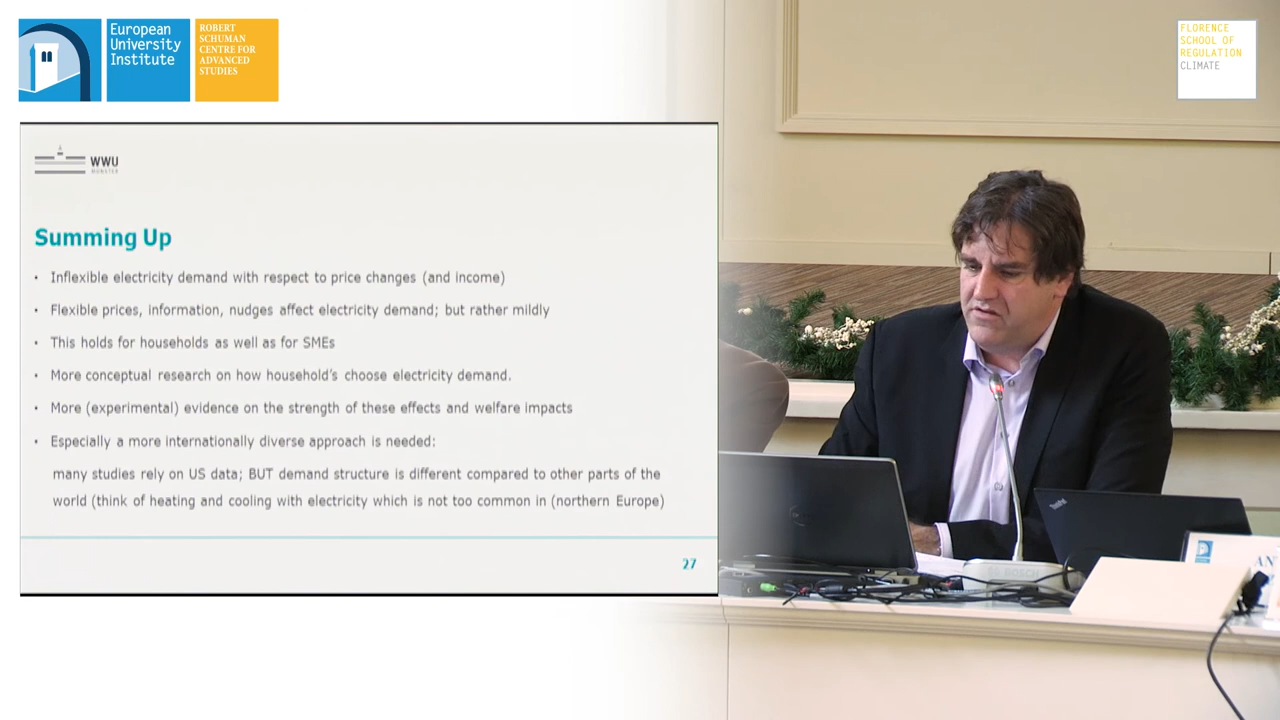 European
University
Institute
ROBERT
SCHUMAN
CENTRE FOR
ADVANCED
STUDIES
FLORENCE
SCHOOL OF
REGULATION
CLIMATE
WWU
MÜNSTER
Summing Up
• Inflexible electricity demand with respect to price changes (and income)
• Flexible prices, information, nudges affect electricity demand; but rather mildly
• This holds for households as well as for SMEs
• More conceptual research on how household's choose electricity demand.
• More (experimental) evidence on the strength of these effects and welfare impacts
• Especially a more internationally diverse approach is needed:
many studies rely on US data; BUT demand structure is different compared to other parts of the
world (think of heating and cooling with electricity which is not too common in (northern Europe)
27
ThinkPad
BOSCH
AN